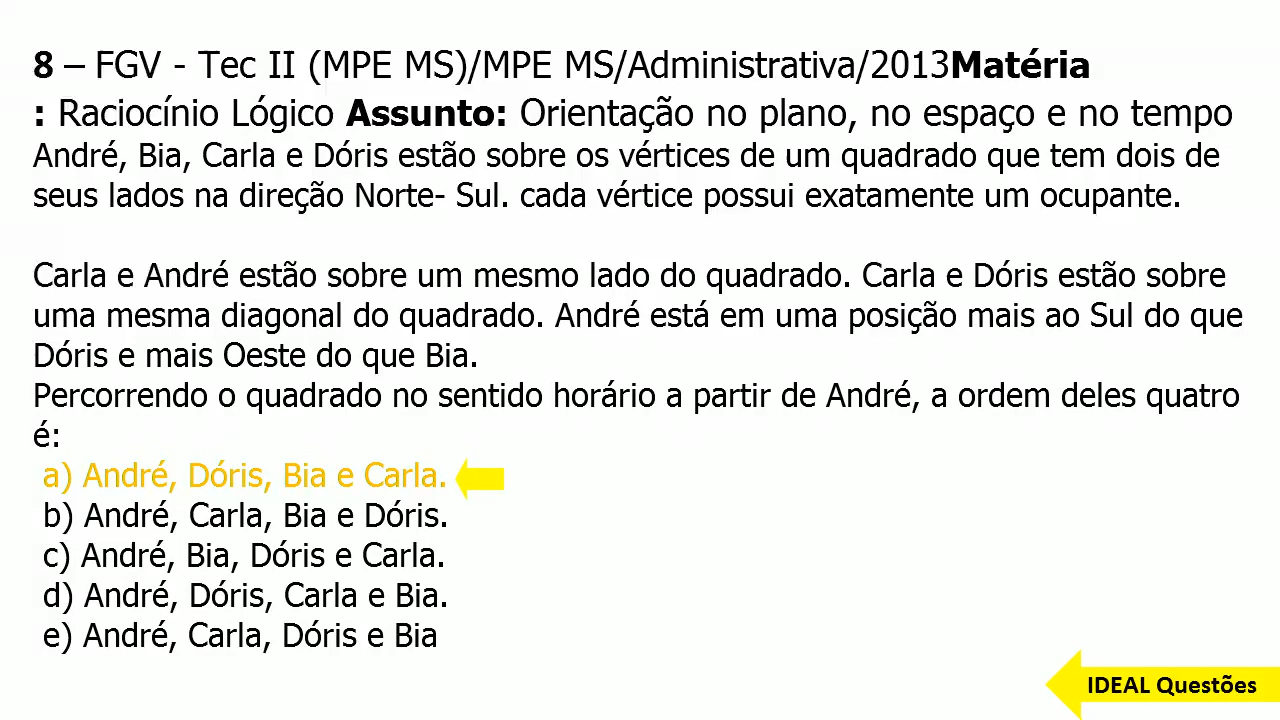 8 – FGV - Tec II (MPE MS)/MPE MS/Administrativa/2013Matéria
: Raciocínio Lógico Assunto: Orientação no plano, no espaço e no tempo
André, Bia, Carla e Dóris estão sobre os vértices de um quadrado que tem dois de
seus lados na direção Norte- Sul. cada vértice possui exatamente um ocupante.
Carla e André estão sobre um mesmo lado do quadrado. Carla e Dóris estão sobre
uma mesma diagonal do quadrado. André está em uma posição mais ao Sul do que
Dóris e mais Oeste do que Bia.
Percorrendo o quadrado no sentido horário a partir de André, a ordem deles quatro
é:
a) André, Dóris, Bia e Carla.
b) André, Carla, Bia e Dóris.
c) André, Bia, Dóris e Carla.
d) André, Dóris, Carla e Bia.
e) André, Carla, Dóris e Bia
IDEAL Questões